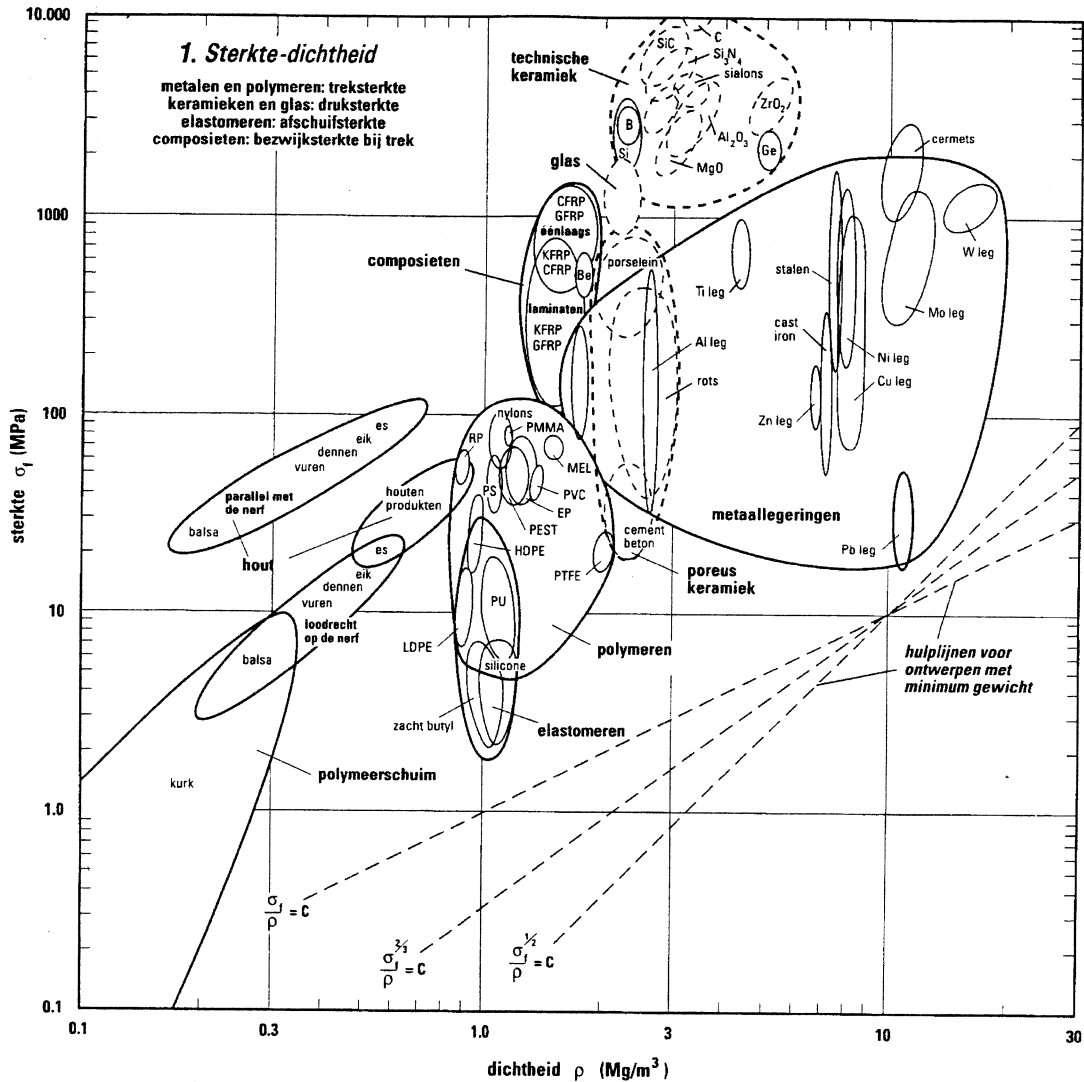 10.000
1000
100
10
1.0
0.1
sterkte σf (MPa)
1. Sterkte-dichtheid
metalen en polymeren: treksterkte
keramieken en glas: druksterkte
elastomeren: afschuifsterkte
composieten: bezwijksterkte bij trek
technische
keramiek
SiC
C
Si3N4
sialons
ZrO2
B
Si
Al2O3
MgO
Ge
glas
cermets
CFRP
GFRP
éénlaags
KFRP
CFRP
Be
laminaten
KFRP
GFRP
composieten
porselein
Ti leg
stalen
W leg
Mo leg
cast
iron
Al leg
rots
Ni leg
Cu leg
Zn leg
nylons
PMMA
RP
MEL
PS
PVC
EP
PEST
HDPE
es
eik
dennen
vuren
parallel met
de nerf
balsa
houten
produkten
hout
metaallegeringen
Pb leg
cement
beton
PTFE
poreus
keramiek
es
eik
dennen
vuren
loodrecht
op de nerf
balsa
PU
LDPE
silicone
polymeren
zacht butyl
elastomeren
hulplijnen voor
ontwerpen met
minimum gewicht
kurk
polymeerschuim
σf/ρ = C
σf^2/3/ρ = C
σf^1/2/ρ = C
0.1
0.3
1.0
3
10
30
dichtheid ρ (Mg/m³)